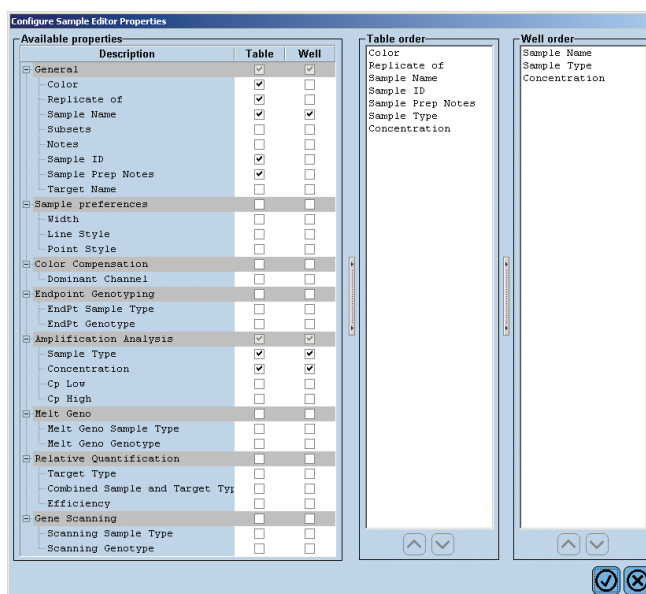 Configure Sample Editor Properties
Available properties
Description Table Well
General
Color
Replicate of
Sample Name
Subsets
Notes
Sample ID
Sample Prep Notes
Target Name
Sample preferences
Width
Line Style
Point Style
Color Compensation
Dominant Channel
Endpoint Genotyping
EndPt Sample Type
EndPt Genotype
Amplification Analysis
Sample Type
Concentration
Cp Low
Cp High
Melt Geno
Melt Geno Sample Type
Melt Geno Genotype
Relative Quantification
Target Type
Combined Sample and Target Typ
Efficiency
Gene Scanning
Scanning Sample Type
Scanning Genotype
Table order
Color
Replicate of
Sample Name
Sample ID
Sample Prep Notes
Sample Type
Concentration
Well order
Sample Name
Sample Type
Concentration